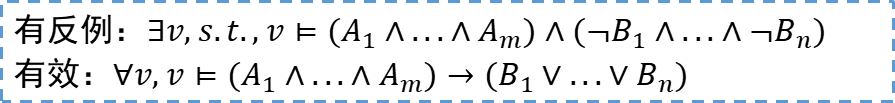 有反例：∃𝑣, 𝑠.𝑡., 𝑣 ⊨ (𝐴₁ ∧ … ∧ 𝐴ₘ) ∧ (¬𝐵₁ ∧ … ∧ ¬𝐵ₙ)
有效：∀𝑣, 𝑣 ⊨ (𝐴₁ ∧ … ∧ 𝐴ₘ) → (𝐵₁ ∨ … ∨ 𝐵ₙ)